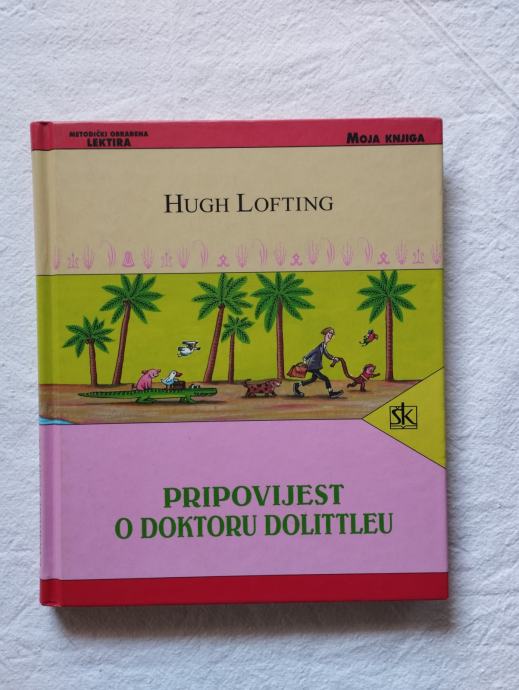 METODIČKI OBRAĐENA
LEKTIRA
MOJA KNJIGA
HUGH LOFTING
ŠK
PRIPOVIJEST
O DOKTORU DOLITTLEU